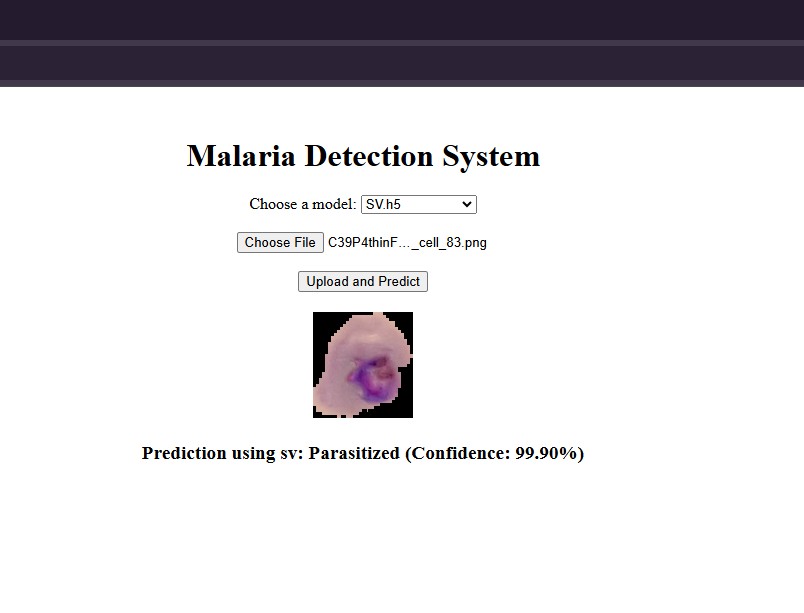 Malaria Detection System
Choose a model: SV.h5
Choose File C39P4thinF…_cell_83.png
Upload and Predict
Prediction using sv: Parasitized (Confidence: 99.90%)